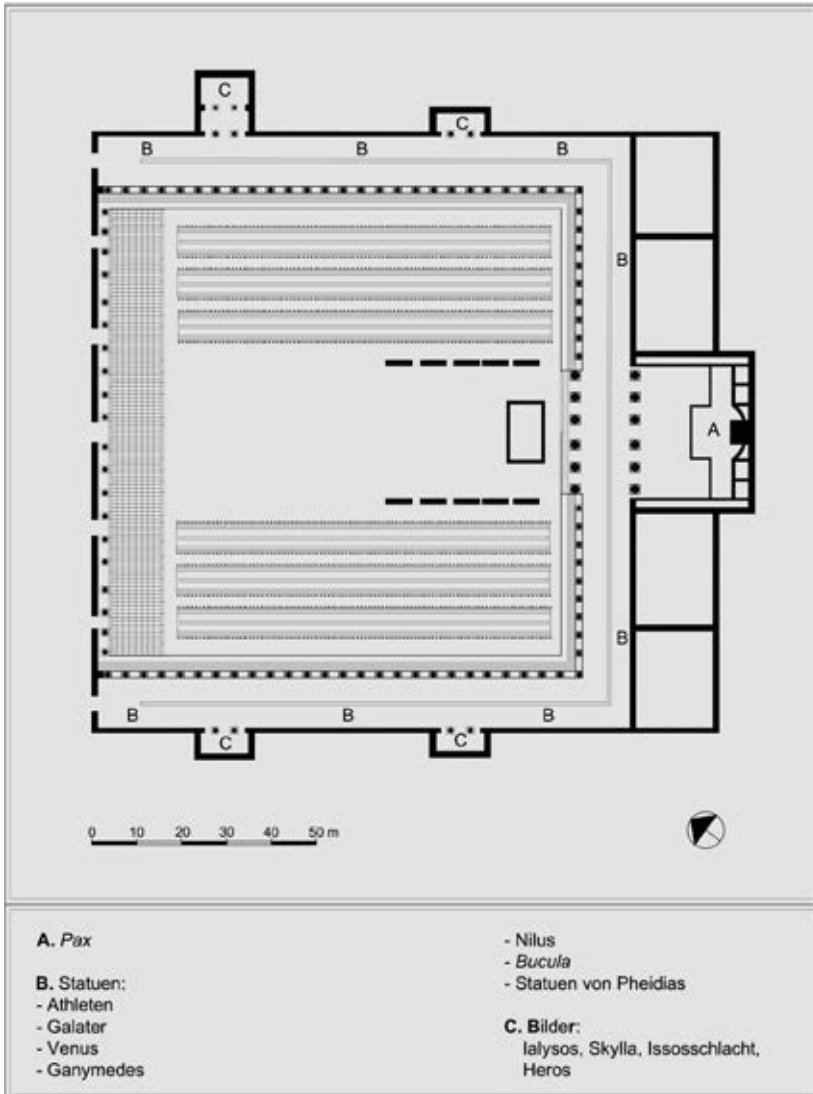 C
C
B B B
B
A
B
B B B
C C
0 10 20 30 40 50 m
A. Pax
B. Statuen:
- Athleten
- Galater
- Venus
- Ganymedes
- Nilus
- Bucula
- Statuen von Pheidias
C. Bilder:
Ialysos, Skylla, Issosschlacht,
Heros